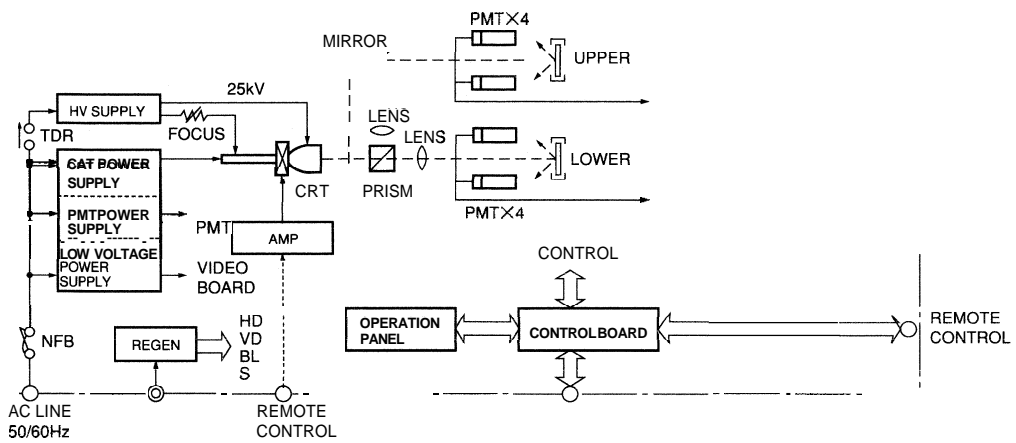 PMT×4
MIRROR
UPPER
25kV
HV SUPPLY
TDR
FOCUS
LENS
LENS
LOWER
CRT
PRISM
PMT×4
SUPPLY
PMTPOWER
SUPPLY
PMT
AMP
LOW VOLTAGE
POWER
SUPPLY
VIDEO
BOARD
CONTROL
NFB
REGEN
HD
VD
BL
S
OPERATION
PANEL
CONTROLBOARD
REMOTE
CONTROL
AC LINE
50/60Hz
REMOTE
CONTROL